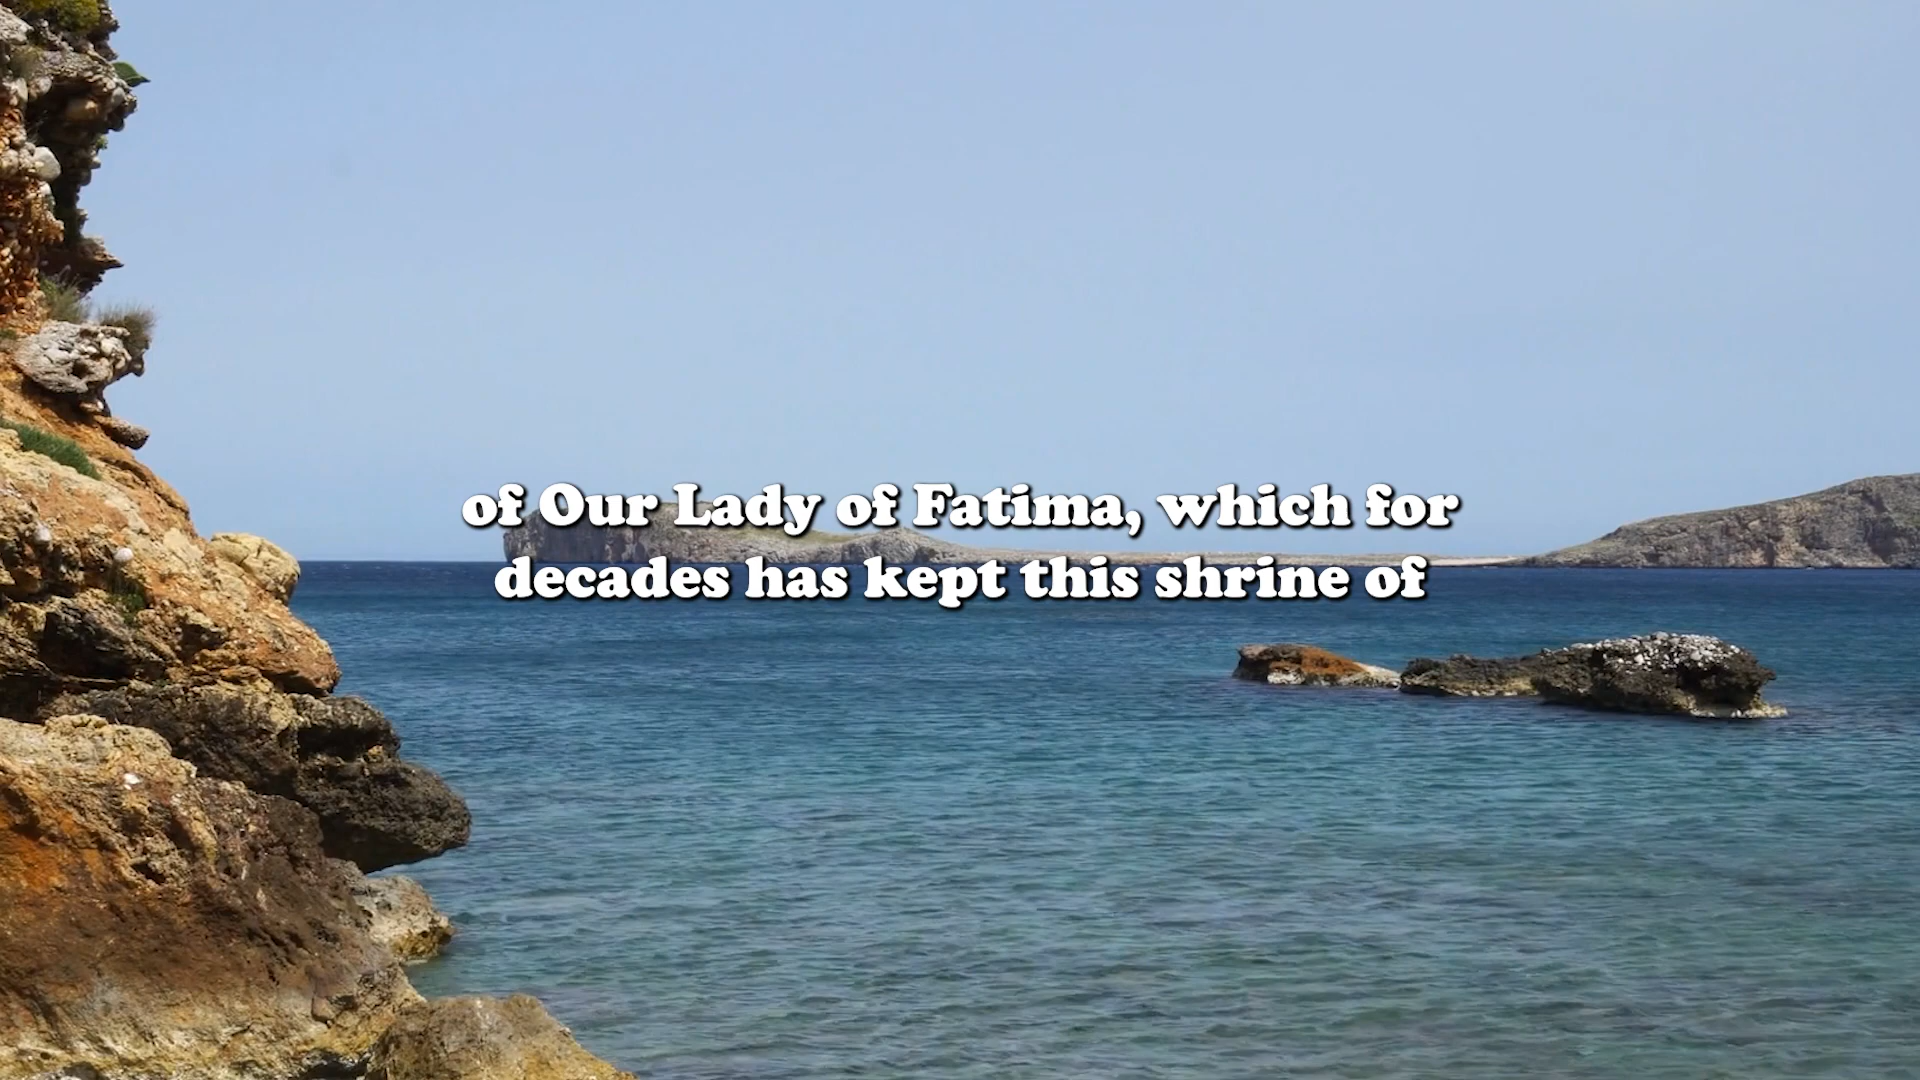 of Our Lady of Fatima, which for
decades has kept this shrine of